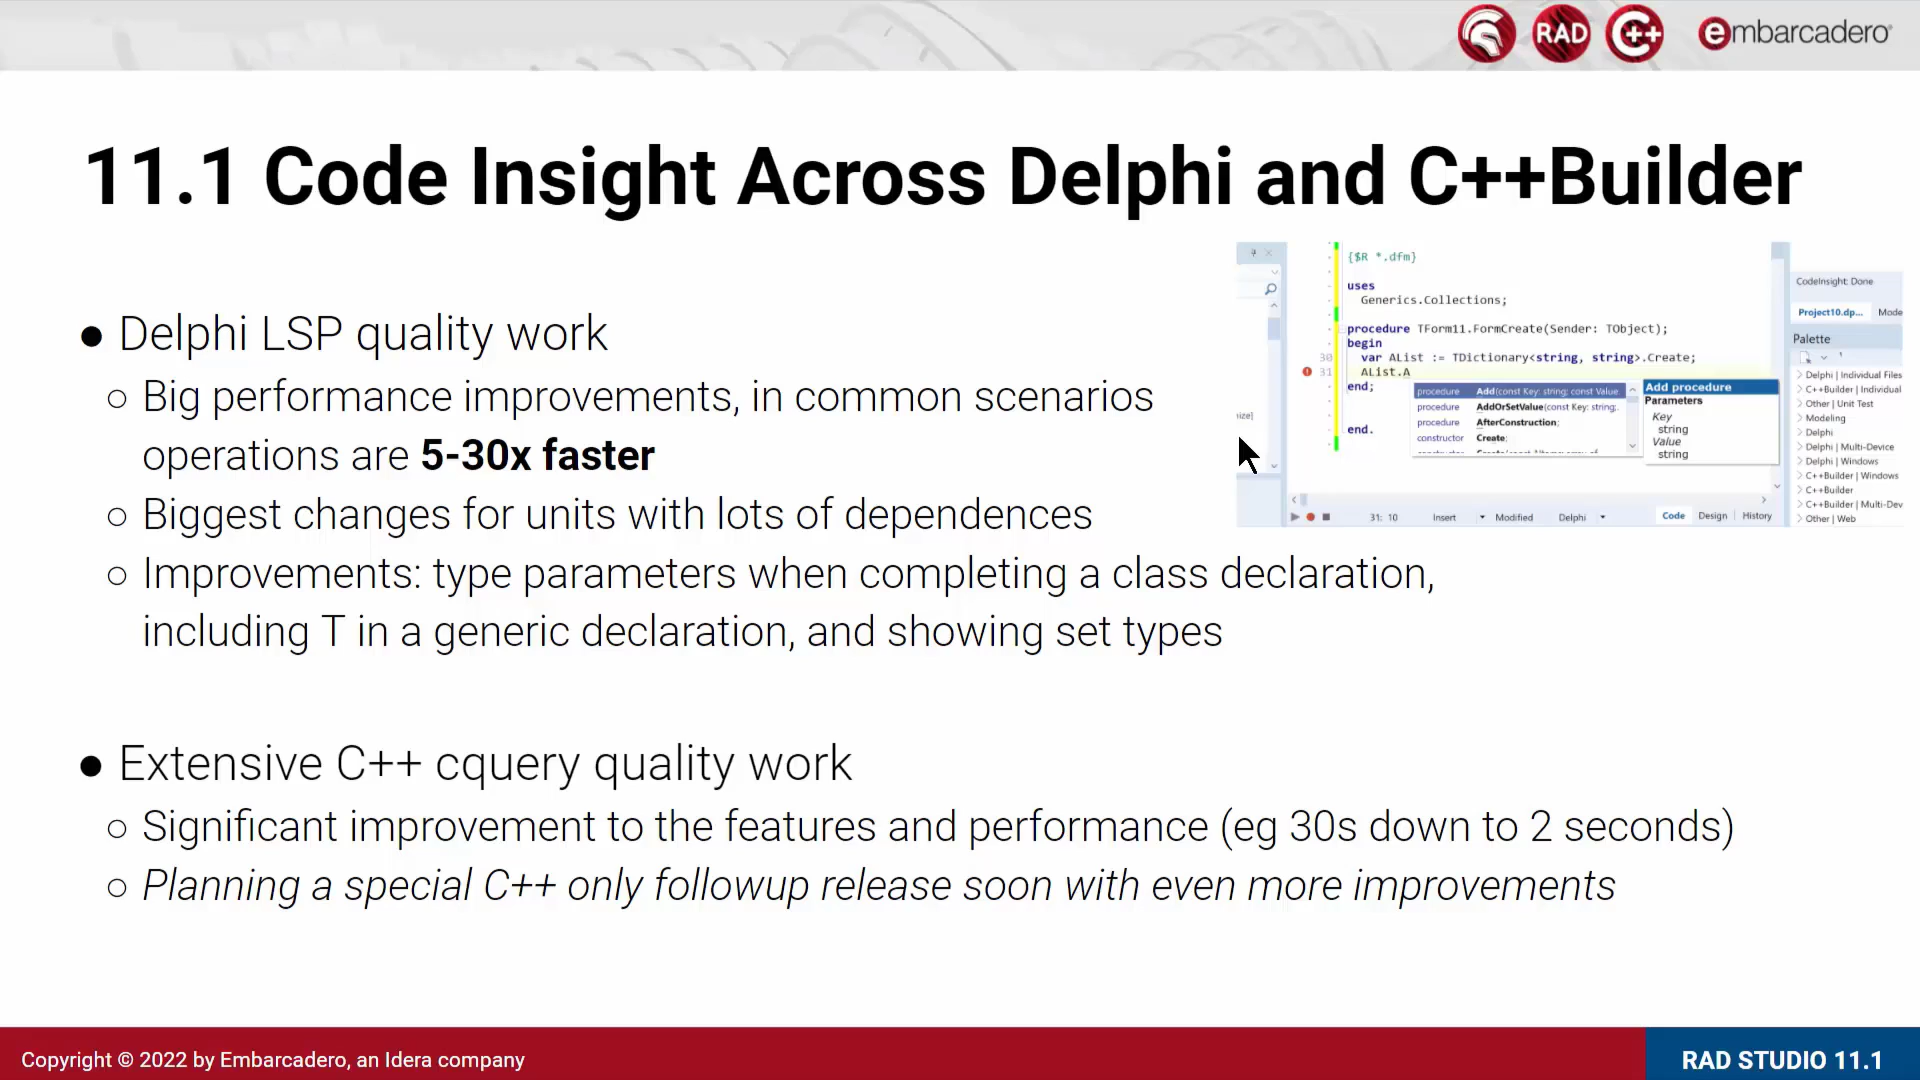 RAD
C++
embarcadero
11.1 Code Insight Across Delphi and C++Builder
● Delphi LSP quality work
○ Big performance improvements, in common scenarios
operations are 5-30x faster
○ Biggest changes for units with lots of dependences
○ Improvements: type parameters when completing a class declaration,
including T in a generic declaration, and showing set types
● Extensive C++ cquery quality work
○ Significant improvement to the features and performance (eg 30s down to 2 seconds)
○ Planning a special C++ only followup release soon with even more improvements
{$R *.dfm}
uses
Generics.Collections;
procedure TForm11.FormCreate(Sender: TObject);
begin
30 var AList := TDictionary<string, string>.Create;
31 AList.A
end;
end.
procedure Add(const Key: string; const Value
procedure AddOrSetValue(const Key: string;
procedure AfterConstruction;
constructor Create;
Add procedure
Parameters
Key
string
Value
string
31: 10 Insert Modified Delphi Code Design History
CodeInsight: Done
Project10.dp... Mode
Palette
Delphi | Individual Files
C++Builder | Individual
Other | Unit Test
Modeling
Delphi
Delphi | Multi-Device
Delphi | Windows
C++Builder | Windows
C++Builder
C++Builder | Multi-Dev
Other | Web
Copyright © 2022 by Embarcadero, an Idera company
RAD STUDIO 11.1